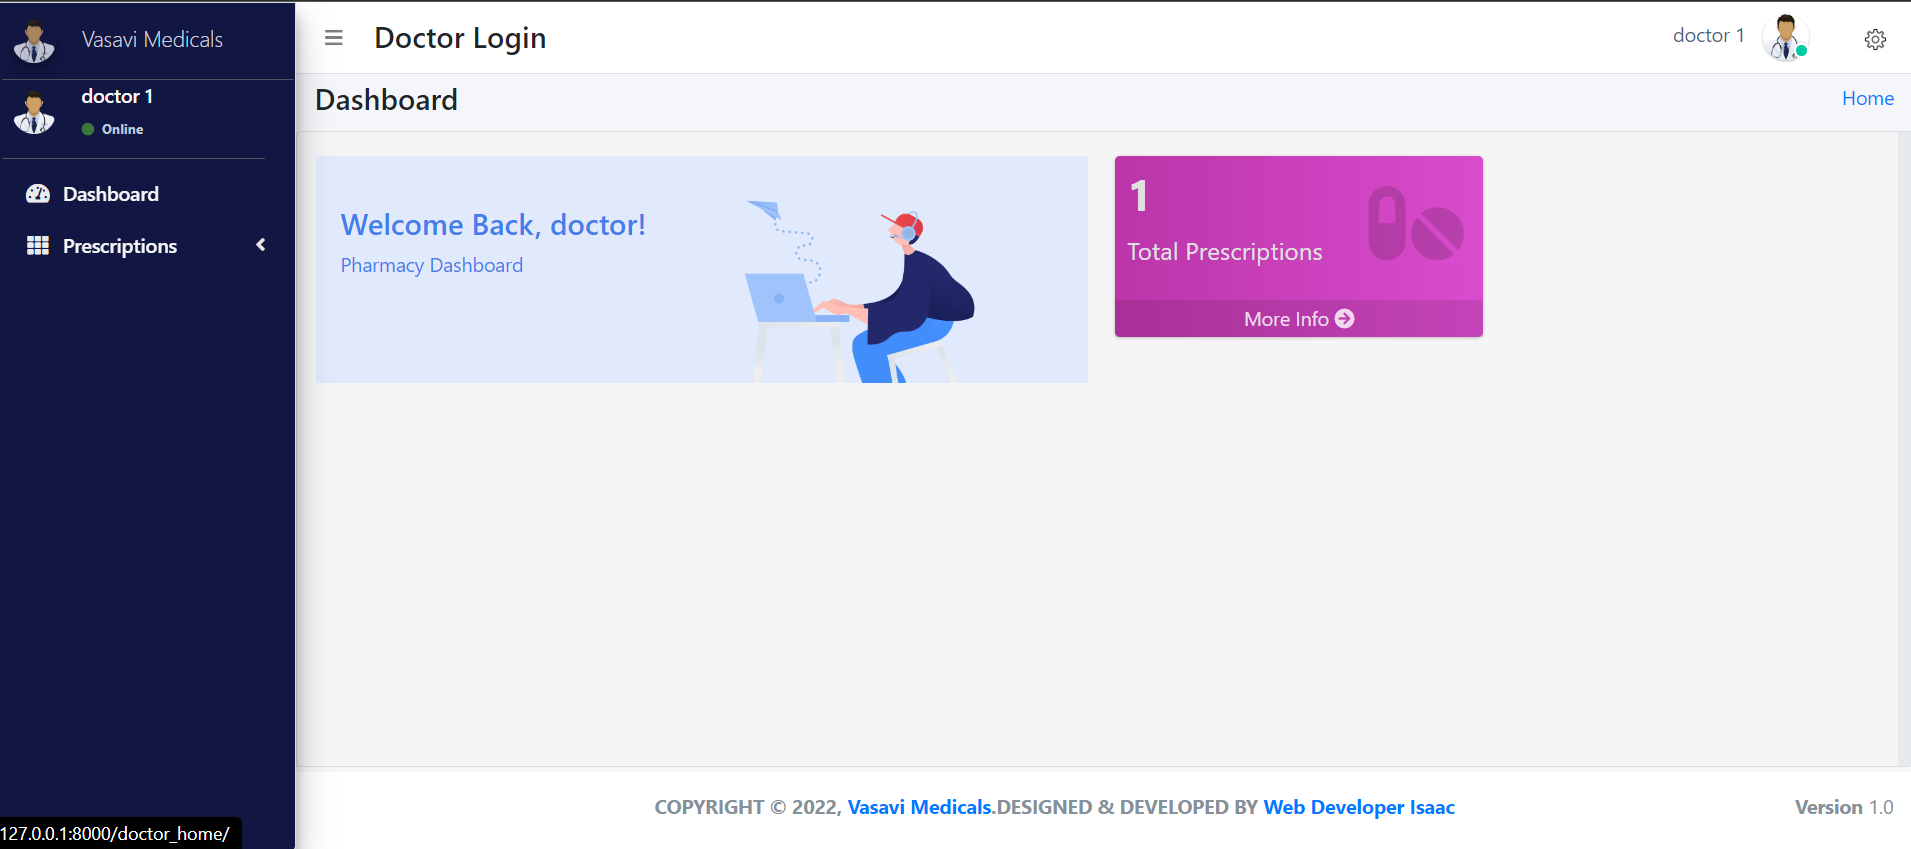 Vasavi Medicals
doctor 1
Online
Dashboard
Prescriptions
Doctor Login
doctor 1
Dashboard
Home
Welcome Back, doctor!
Pharmacy Dashboard
1
Total Prescriptions
More Info
COPYRIGHT © 2022, Vasavi Medicals.DESIGNED & DEVELOPED BY Web Developer Isaac
Version 1.0
127.0.0.1:8000/doctor_home/